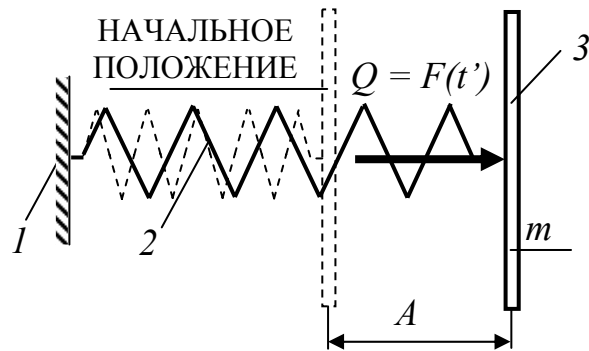 НАЧАЛЬНОЕ
ПОЛОЖЕНИЕ
Q = F(t’)
3
1
2
m
A